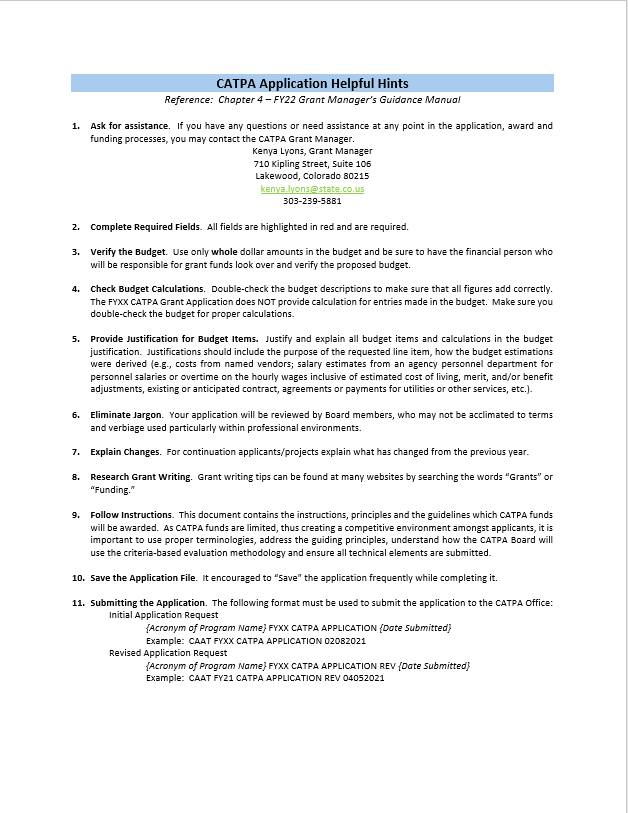 CATPA Application Helpful Hints
Reference: Chapter 4 – FY22 Grant Manager's Guidance Manual
1. Ask for assistance. If you have any questions or need assistance at any point in the application, award and
funding processes, you may contact the CATPA Grant Manager.
Kenya Lyons, Grant Manager
710 Kipling Street, Suite 106
Lakewood, Colorado 80215
kenya.lyons@state.co.us
303-239-5881
2. Complete Required Fields. All fields are highlighted in red and are required.
3. Verify the Budget. Use only whole dollar amounts in the budget and be sure to have the financial person who
will be responsible for grant funds look over and verify the proposed budget.
4. Check Budget Calculations. Double-check the budget descriptions to make sure that all figures add correctly.
The FYXX CATPA Grant Application does NOT provide calculation for entries made in the budget. Make sure you
double-check the budget for proper calculations.
5. Provide Justification for Budget Items. Justify and explain all budget items and calculations in the budget
justification. Justifications should include the purpose of the requested line item, how the budget estimations
were derived (e.g., costs from named vendors; salary estimates from an agency personnel department for
personnel salaries or overtime on the hourly wages inclusive of estimated cost of living, merit, and/or benefit
adjustments, existing or anticipated contract, agreements or payments for utilities or other services, etc.).
6. Eliminate Jargon. Your application will be reviewed by Board members, who may not be acclimated to terms
and verbiage used particularly within professional environments.
7. Explain Changes. For continuation applicants/projects explain what has changed from the previous year.
8. Research Grant Writing. Grant writing tips can be found at many websites by searching the words “Grants” or
“Funding.”
9. Follow Instructions. This document contains the instructions, principles and the guidelines which CATPA funds
will be awarded. As CATPA funds are limited, thus creating a competitive environment amongst applicants, it is
important to use proper terminologies, address the guiding principles, understand how the CATPA Board will
use the criteria-based evaluation methodology and ensure all technical elements are submitted.
10. Save the Application File. It encouraged to “Save” the application frequently while completing it.
11. Submitting the Application. The following format must be used to submit the application to the CATPA Office:
Initial Application Request
{Acronym of Program Name} FYXX CATPA APPLICATION {Date Submitted}
Example: CAAT FYXX CATPA APPLICATION 02082021
Revised Application Request
{Acronym of Program Name} FYXX CATPA APPLICATION REV {Date Submitted}
Example: CAAT FY21 CATPA APPLICATION REV 04052021